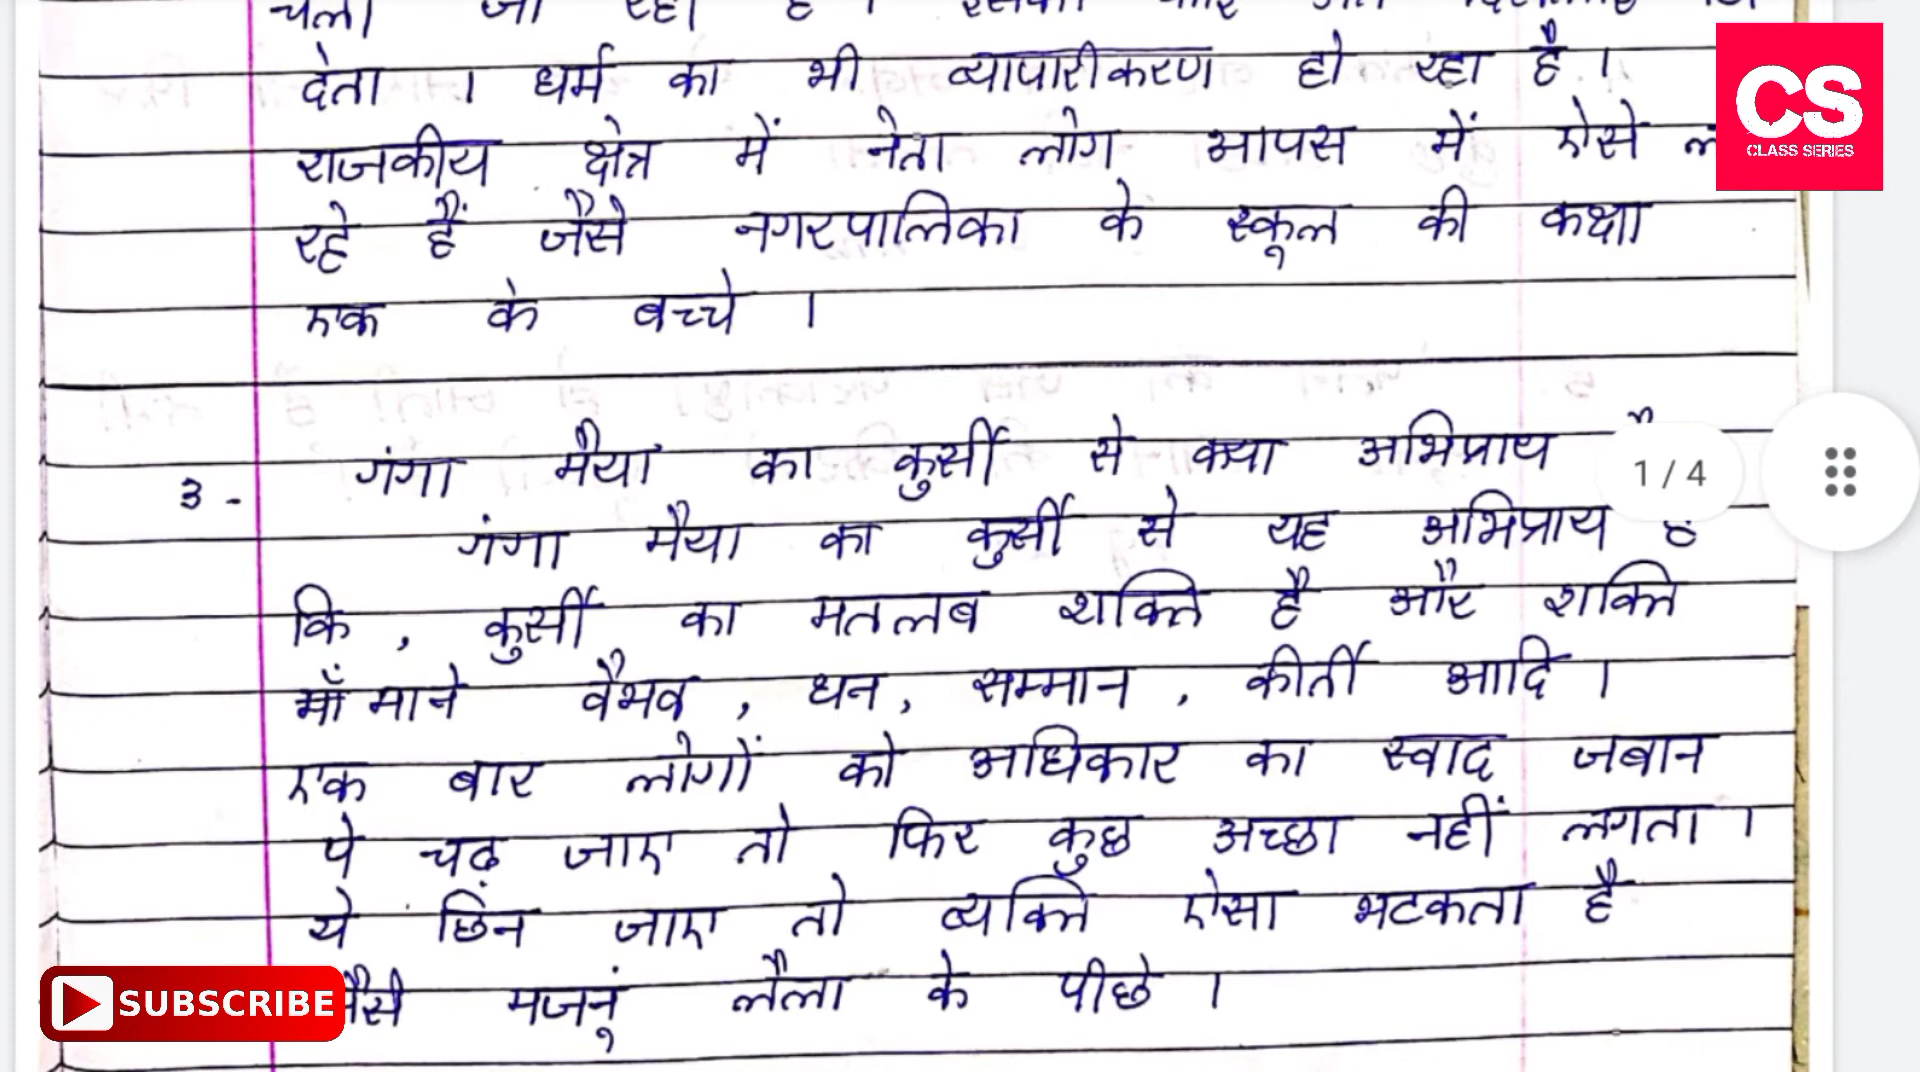 चला जा रहा है ।
देता । धर्म का भी व्यापारीकरण हो रहा है ।
राजकीय क्षेत्र में नेता लोग आपस में ऐसे
रहे हैं जैसे नगरपालिका के स्कूल की कक्षा
एक के बच्चे ।
3 - गंगा मैया का कुर्सी से क्या अभिप्राय
गंगा मैया का कुर्सी से यह अभिप्राय है
कि , कुर्सी का मतलब शक्ति है और शक्ति
माँ माने वैभव , धन , सम्मान , कीर्ती आदि ।
एक बार लोगों को अधिकार का स्वाद जबान
पे चढ़ जाए तो फिर कुछ अच्छा नहीं लगता ।
ये छिन जाए तो व्यक्ति ऐसा भटकता है
जैसे मजनूं लैला के पीछे ।
CS
CLASS SERIES
1 / 4
SUBSCRIBE